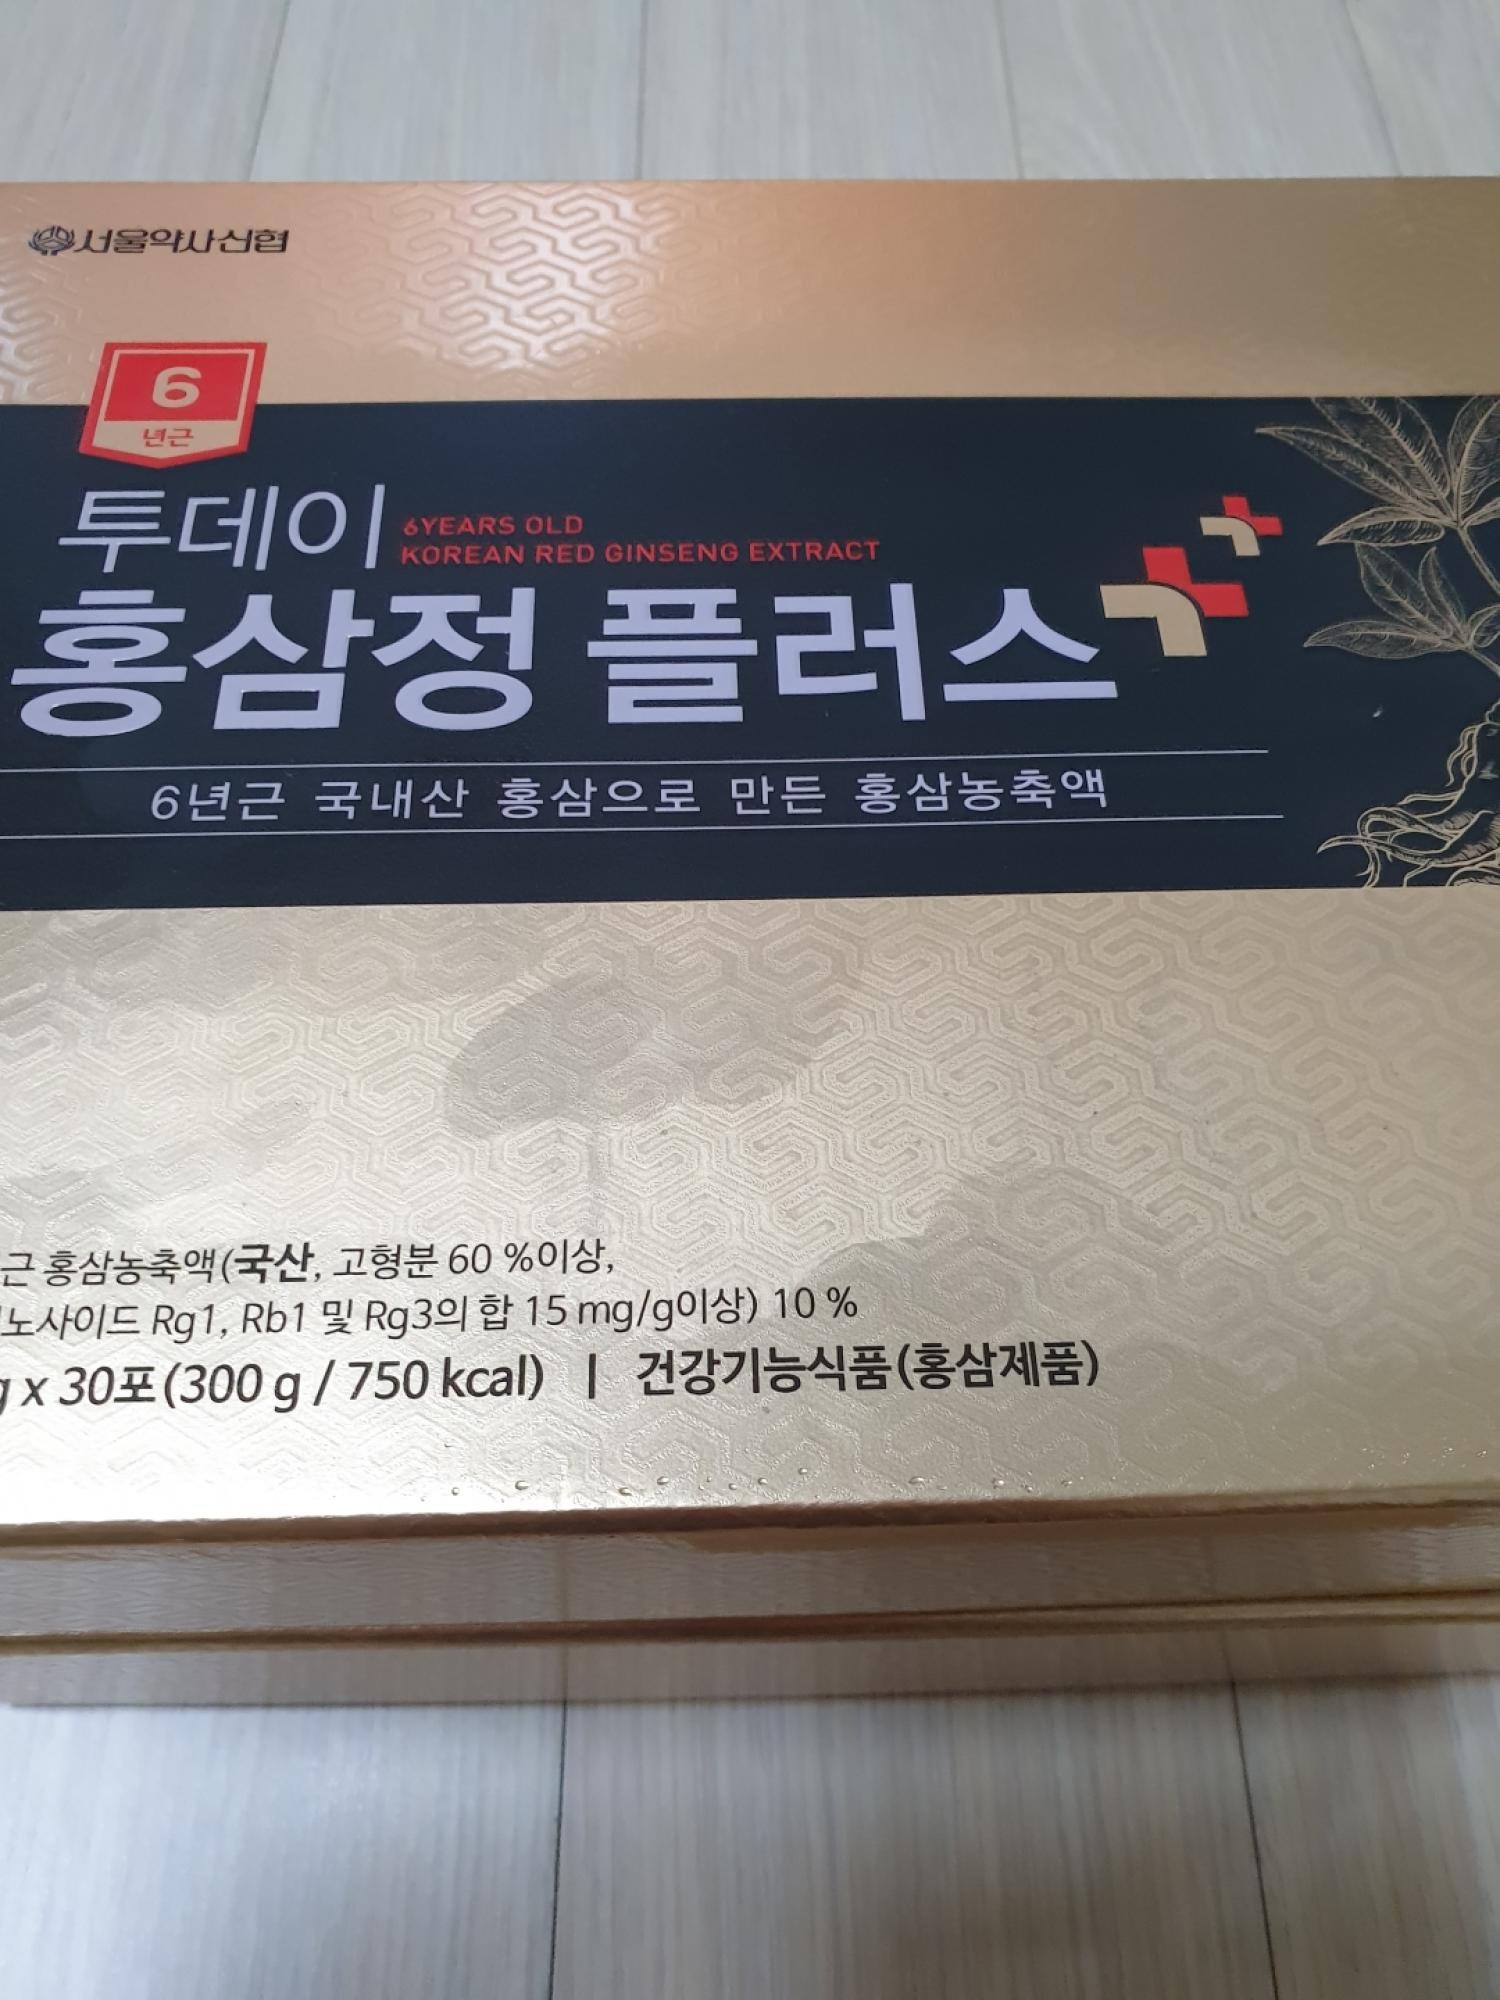 서울약사신협
6
년근
투데이
6YEARS OLD
KOREAN RED GINSENG EXTRACT
홍삼정 플러스
6년근 국내산 홍삼으로 만든 홍삼농축액
근 홍삼농축액(국산, 고형분 60 %이상,
노사이드 Rg1, Rb1 및 Rg3의 합 15 mg/g이상) 10 %
g x 30포(300 g / 750 kcal) | 건강기능식품(홍삼제품)